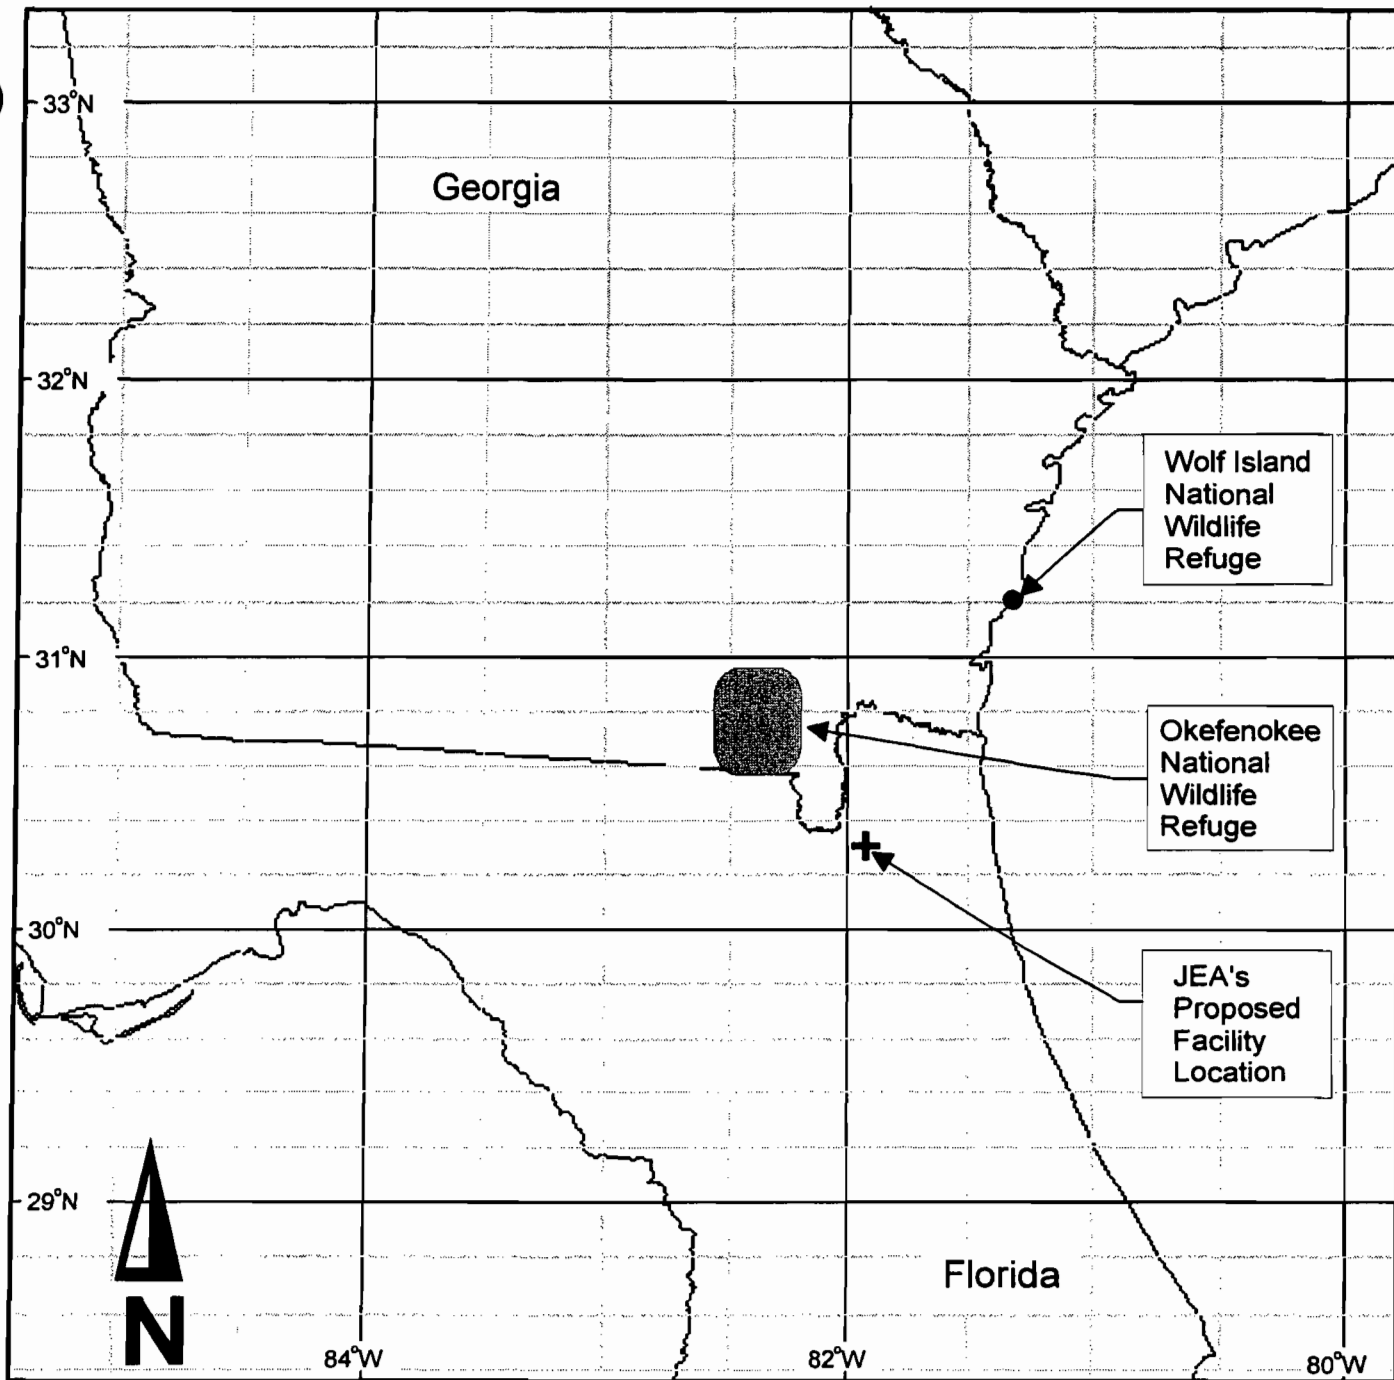 33°N
Georgia
32°N
Wolf Island
National
Wildlife
Refuge
31°N
Okefenokee
National
Wildlife
Refuge
30°N
JEA's
Proposed
Facility
Location
29°N
Florida
N
84°W
82°W
80°W